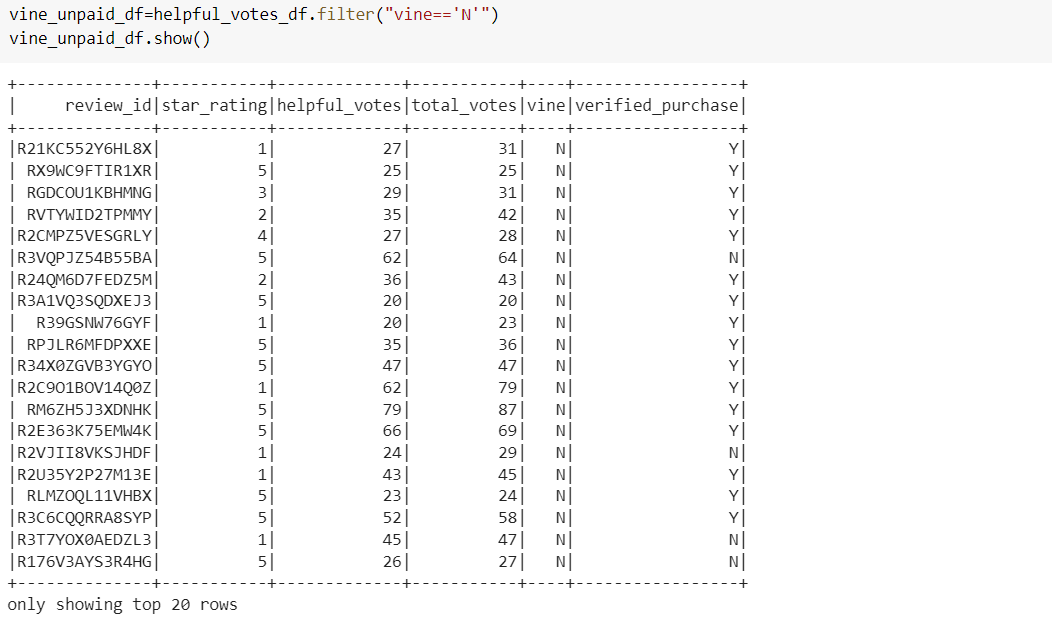 vine_unpaid_df=helpful_votes_df.filter("vine=='N'")
vine_unpaid_df.show()
+--------------+-----------+-------------+-----------+----+-----------------+
|     review_id|star_rating|helpful_votes|total_votes|vine|verified_purchase|
+--------------+-----------+-------------+-----------+----+-----------------+
|R21KC552Y6HL8X|          1|           27|         31|   N|                Y|
| RX9WC9FTIR1XR|          5|           25|         25|   N|                Y|
| RGDCOU1KBHMNG|          3|           29|         31|   N|                Y|
| RVTYWID2TPMMY|          2|           35|         42|   N|                Y|
|R2CMPZ5VESGRLY|          4|           27|         28|   N|                Y|
|R3VQPJZ54B55BA|          5|           62|         64|   N|                N|
|R24QM6D7FEDZ5M|          2|           36|         43|   N|                Y|
|R3A1VQ3SQDXEJ3|          5|           20|         20|   N|                Y|
|  R39GSNW76GYF|          1|           20|         23|   N|                Y|
| RPJLR6MFDPXXE|          5|           35|         36|   N|                Y|
|R34X0ZGVB3YGYO|          5|           47|         47|   N|                Y|
|R2C9O1BOV14Q0Z|          1|           62|         79|   N|                Y|
| RM6ZH5J3XDNHK|          5|           79|         87|   N|                Y|
|R2E363K75EMW4K|          5|           66|         69|   N|                Y|
|R2VJII8VKSJHDF|          1|           24|         29|   N|                N|
|R2U35Y2P27M13E|          1|           43|         45|   N|                Y|
| RLMZOQL11VHBX|          5|           23|         24|   N|                Y|
|R3C6CQQRRA8SYP|          5|           52|         58|   N|                Y|
|R3T7YOX0AEDZL3|          1|           45|         47|   N|                N|
|R176V3AYS3R4HG|          5|           26|         27|   N|                N|
+--------------+-----------+-------------+-----------+----+-----------------+
only showing top 20 rows